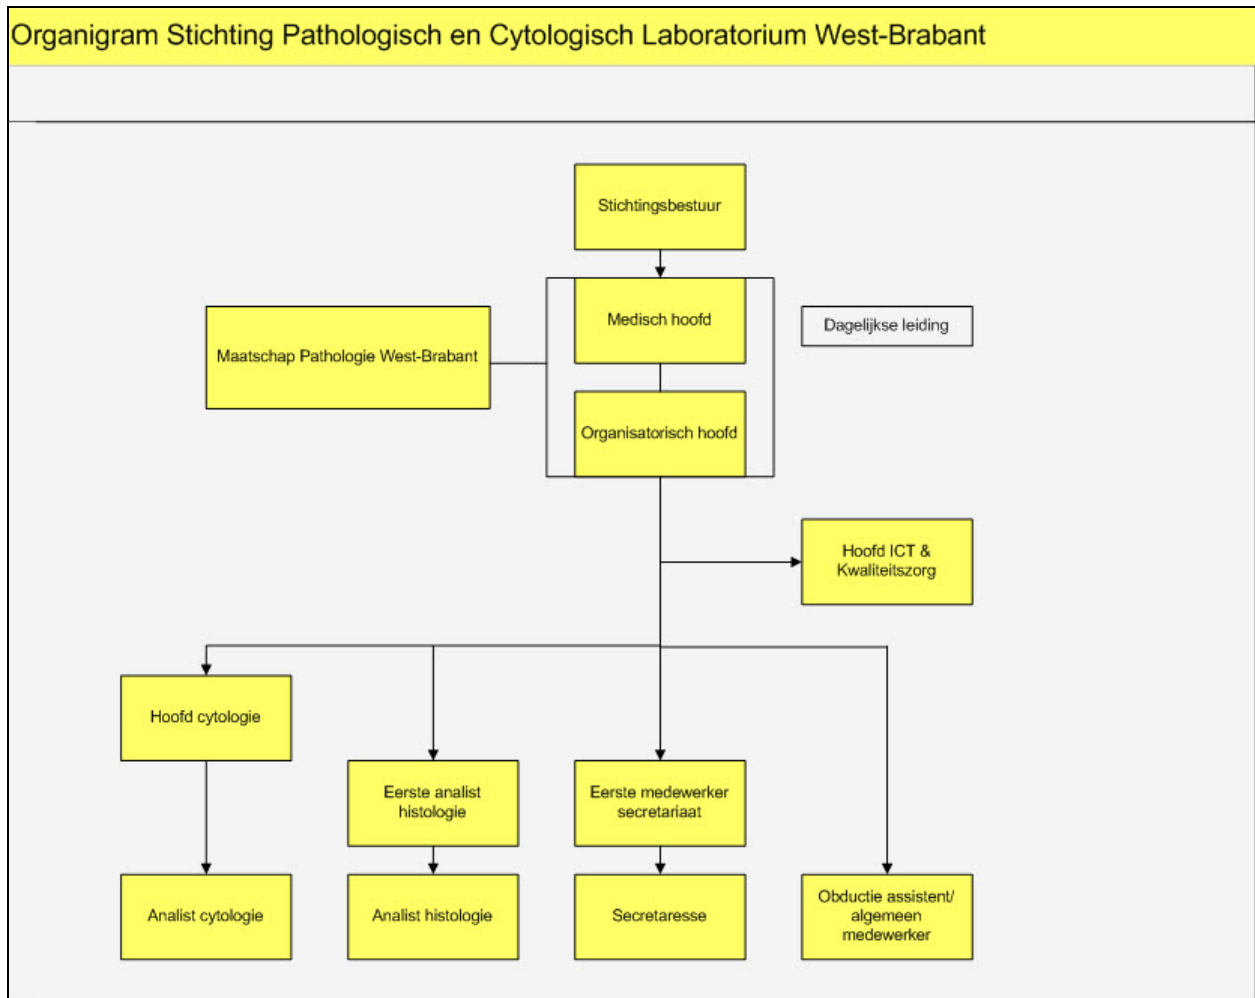 Organigram Stichting Pathologisch en Cytologisch Laboratorium West-Brabant
Stichtingsbestuur
Medisch hoofd
Dagelijkse leiding
Maatschap Pathologie West-Brabant
Organisatorisch hoofd
Hoofd ICT &
Kwaliteitszorg
Hoofd cytologie
Eerste analist
histologie
Eerste medewerker
secretariaat
Analist cytologie
Analist histologie
Secretaresse
Obductie assistent/
algemeen
medewerker